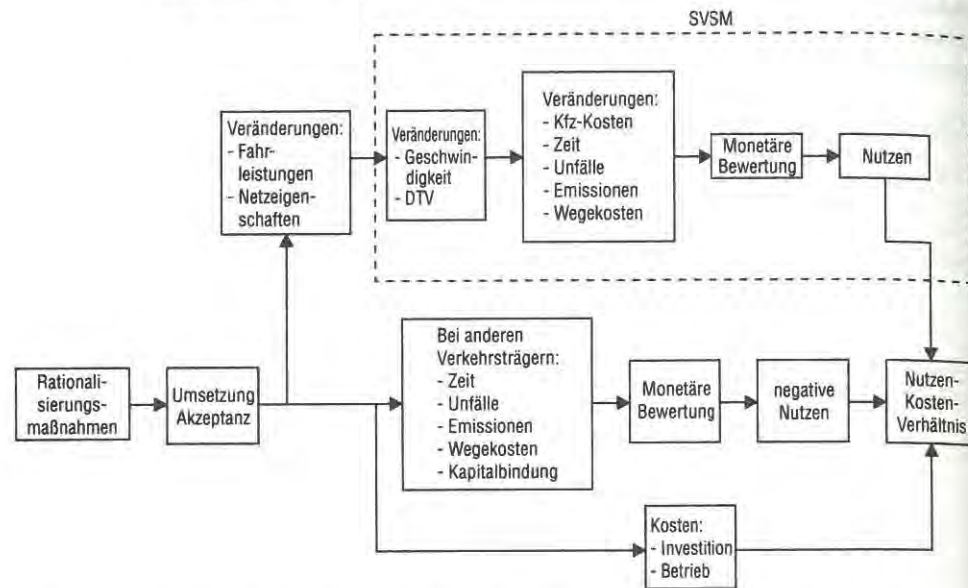 SVSM
Veränderungen:
- Fahr-
leistungen
- Netzeigen-
schaften
Veränderungen:
- Geschwin-
digkeit
- DTV
Veränderungen:
- Kfz-Kosten
- Zeit
- Unfälle
- Emissionen
- Wegekosten
Monetäre
Bewertung
Nutzen
Rationali-
sierungs-
maßnahmen
Umsetzung
Akzeptanz
Bei anderen
Verkehrsträgern:
- Zeit
- Unfälle
- Emissionen
- Wegekosten
- Kapitalbindung
Monetäre
Bewertung
negative
Nutzen
Nutzen-
Kosten-
Verhältnis
Kosten:
- Investition
- Betrieb